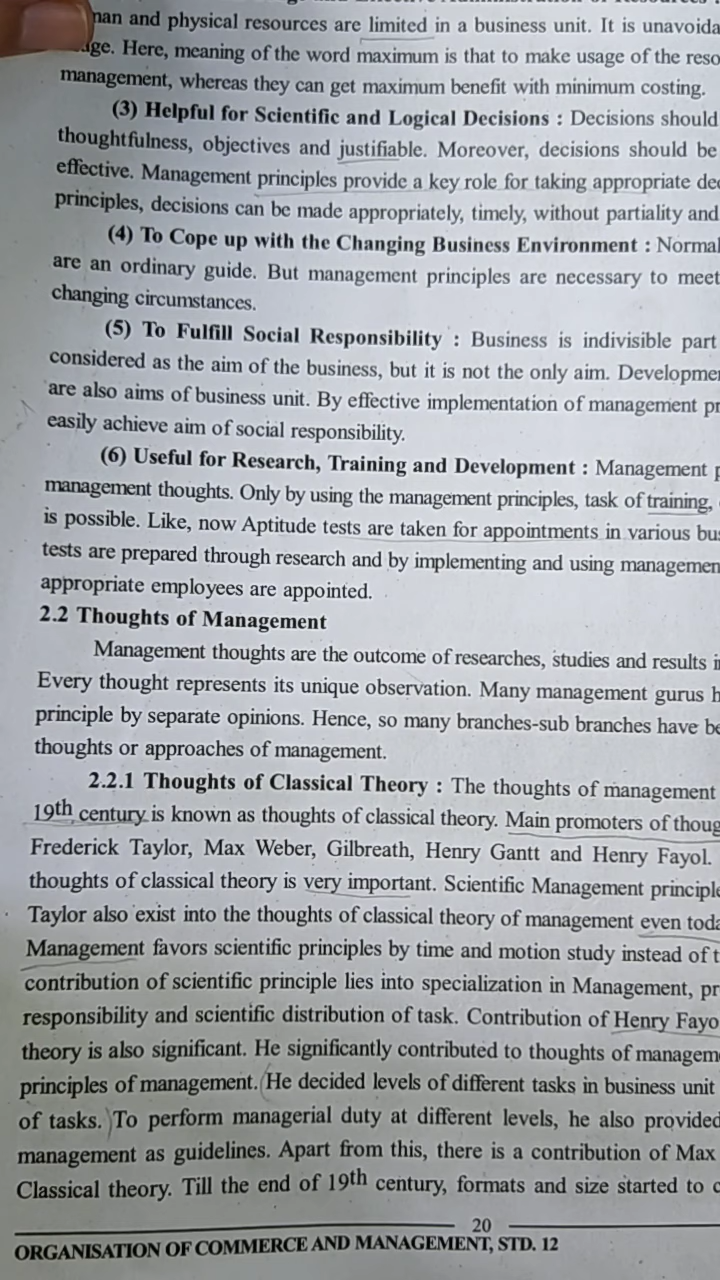 and physical resources are limited in a business unit. It is
Here, meaning of the word maximum is that to make usage of the
management, whereas they can get maximum benefit with minimum costing.
(3) Helpful for Scientific and Logical Decisions : Decisions should
thoughtfulness, objectives and justifiable. Moreover, decisions should be
effective. Management principles provide a key role for taking appropriate
principles, decisions can be made appropriately, timely, without partiality and
(4) To Cope up with the Changing Business Environment :
are an ordinary guide. But management principles are necessary to meet
changing circumstances.
(5) To Fulfill Social Responsibility : Business is indivisible part
considered as the aim of the business, but it is not the only aim.
are also aims of business unit. By effective implementation of management
easily achieve aim of social responsibility.
(6) Useful for Research, Training and Development : Management
management thoughts. Only by using the management principles, task of training,
is possible. Like, now Aptitude tests are taken for appointments in various
tests are prepared through research and by implementing and using
appropriate employees are appointed.
2.2 Thoughts of Management
Management thoughts are the outcome of researches, studies and results
Every thought represents its unique observation. Many management gurus
principle by separate opinions. Hence, so many branches-sub branches have
thoughts or approaches of management.
2.2.1 Thoughts of Classical Theory : The thoughts of management
19th century is known as thoughts of classical theory. Main promoters of
Frederick Taylor, Max Weber, Gilbreath, Henry Gantt and Henry Fayol.
thoughts of classical theory is very important. Scientific Management
Taylor also exist into the thoughts of classical theory of management even
Management favors scientific principles by time and motion study instead of
contribution of scientific principle lies into specialization in Management,
responsibility and scientific distribution of task. Contribution of Henry
theory is also significant. He significantly contributed to thoughts of
principles of management. He decided levels of different tasks in business unit
of tasks. To perform managerial duty at different levels, he also provided
management as guidelines. Apart from this, there is a contribution of Max
Classical theory. Till the end of 19th century, formats and size started to
20
ORGANISATION OF COMMERCE AND MANAGEMENT, STD. 12